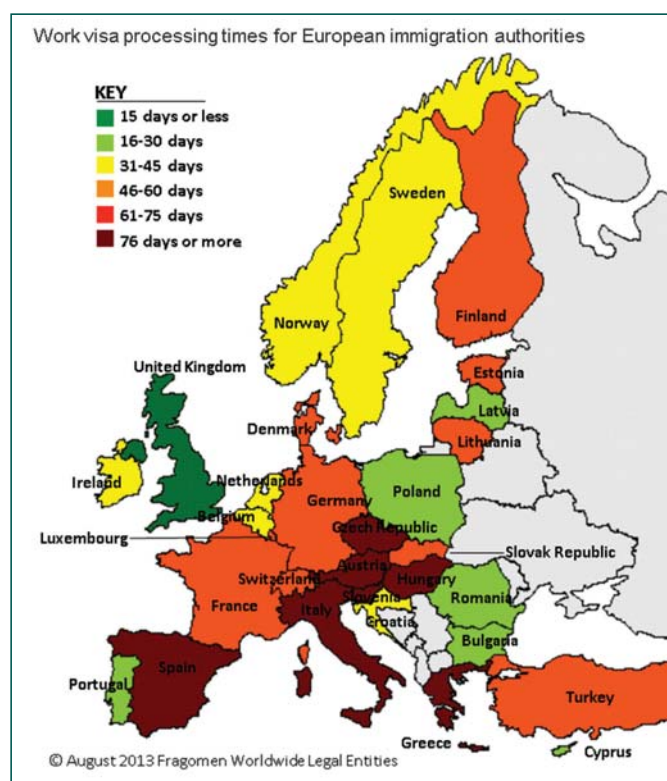 Work visa processing times for European immigration authorities
KEY
15 days or less
16-30 days
31-45 days
46-60 days
61-75 days
76 days or more
Sweden
Finland
Norway
United Kingdom
Estonia
Latvia
Denmark
Lithuania
Ireland
Netherlands
Germany
Poland
Belgium
Czech Republic
Luxembourg
Slovak Republic
Austria
Switzerland
Hungary
Slovenia
France
Italy
Romania
Croatia
Bulgaria
Spain
Portugal
Turkey
Greece
Cyprus
© August 2013 Fragomen Worldwide Legal Entities